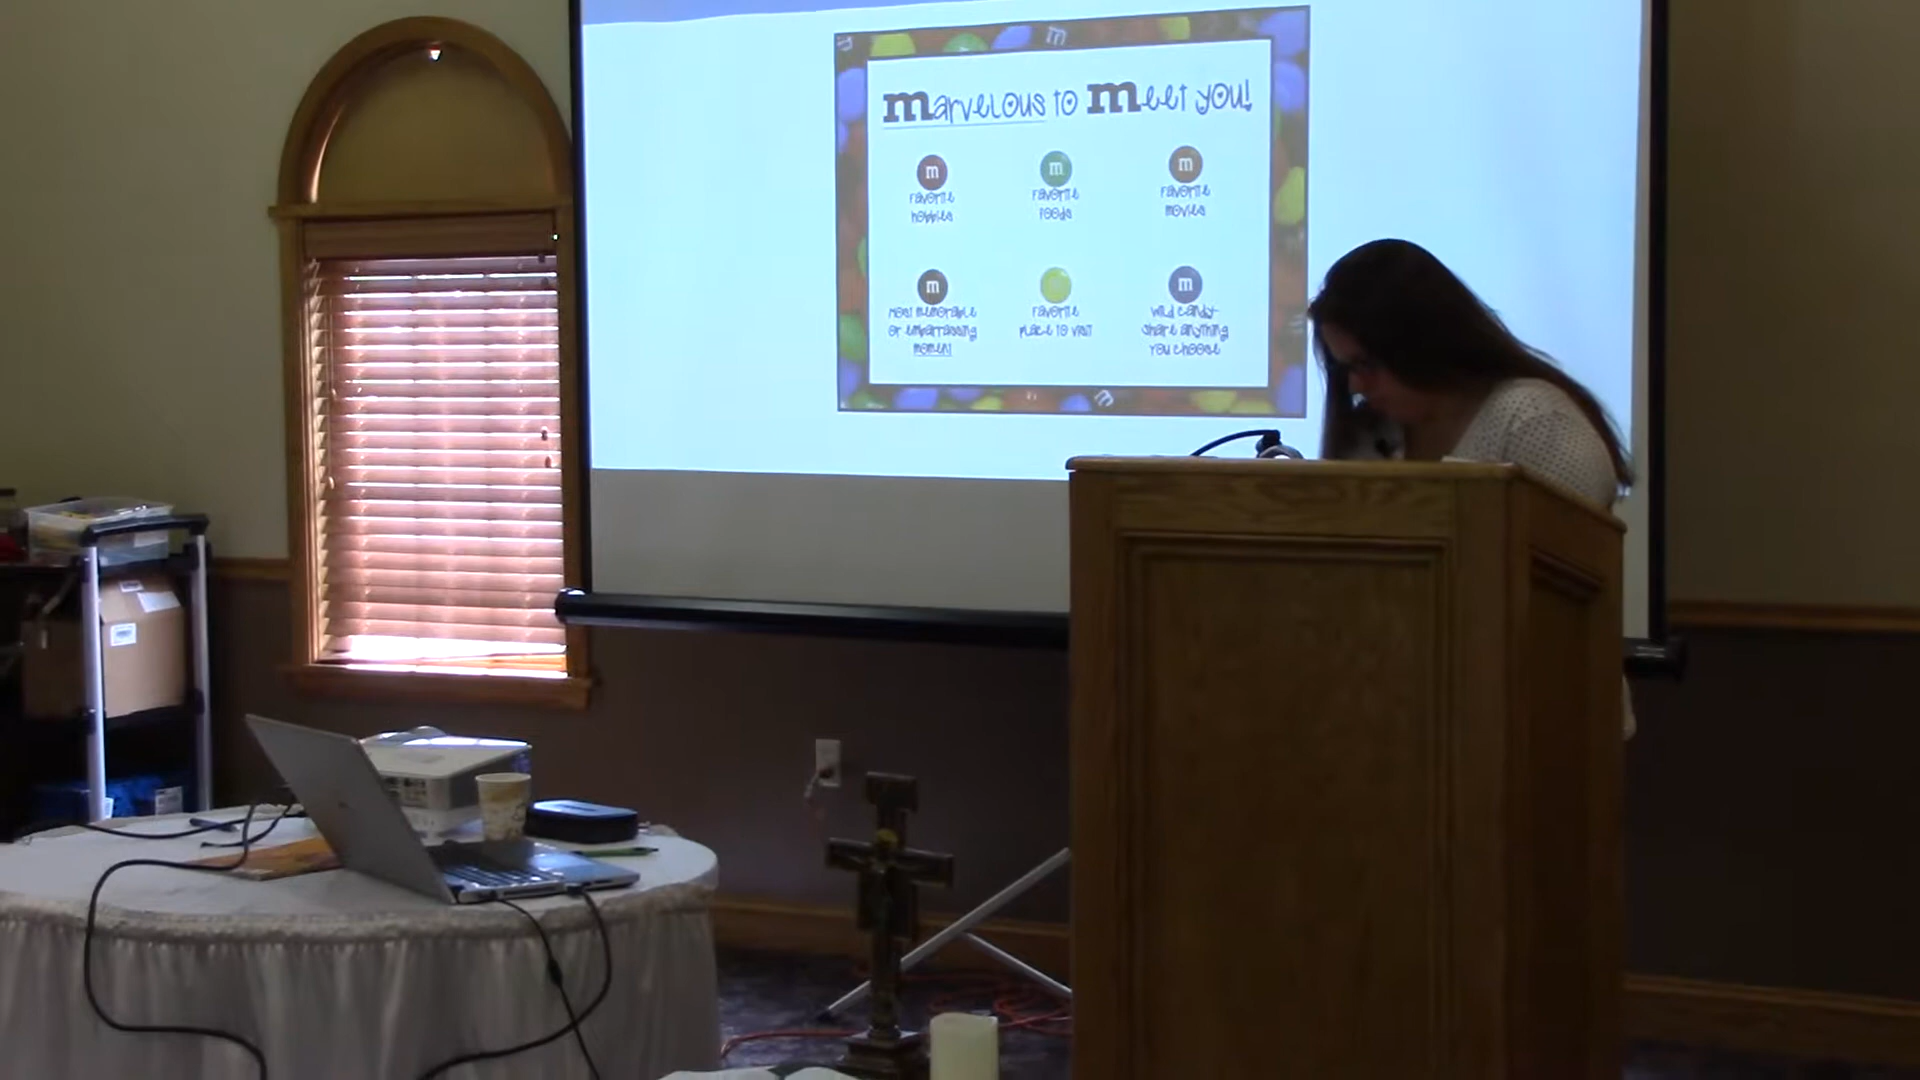 marvelous to meet you!
m m m
favorite hobbies
favorite foods
favorite movies
m m m
most memorable or embarrassing moment
favorite place to visit
wild candy- share anything you choose